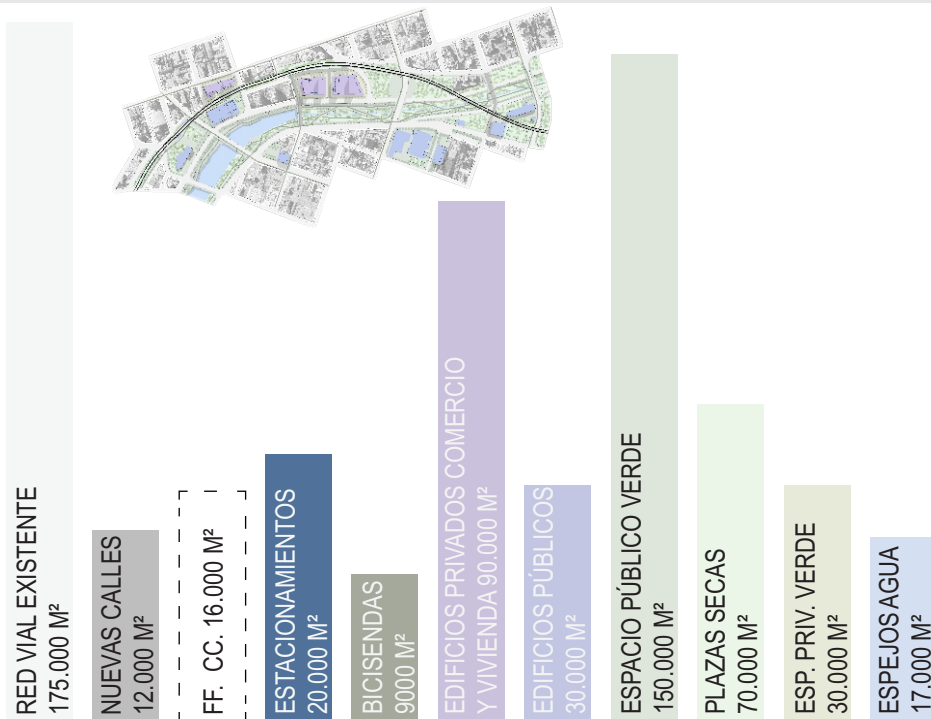 RED VIAL EXISTENTE
175.000 M²
NUEVAS CALLES
12.000 M²
FF. CC. 16.000 M²
ESTACIONAMIENTOS
20.000 M²
BICISENDAS
9000 M²
EDIFICIOS PRIVADOS COMERCIO
Y VIVIENDA 90.000 M²
EDIFICIOS PÚBLICOS
30.000 M²
ESPACIO PÚBLICO VERDE
150.000 M²
PLAZAS SECAS
70.000 M²
ESP. PRIV. VERDE
30.000 M²
ESPEJOS AGUA
17.000 M²